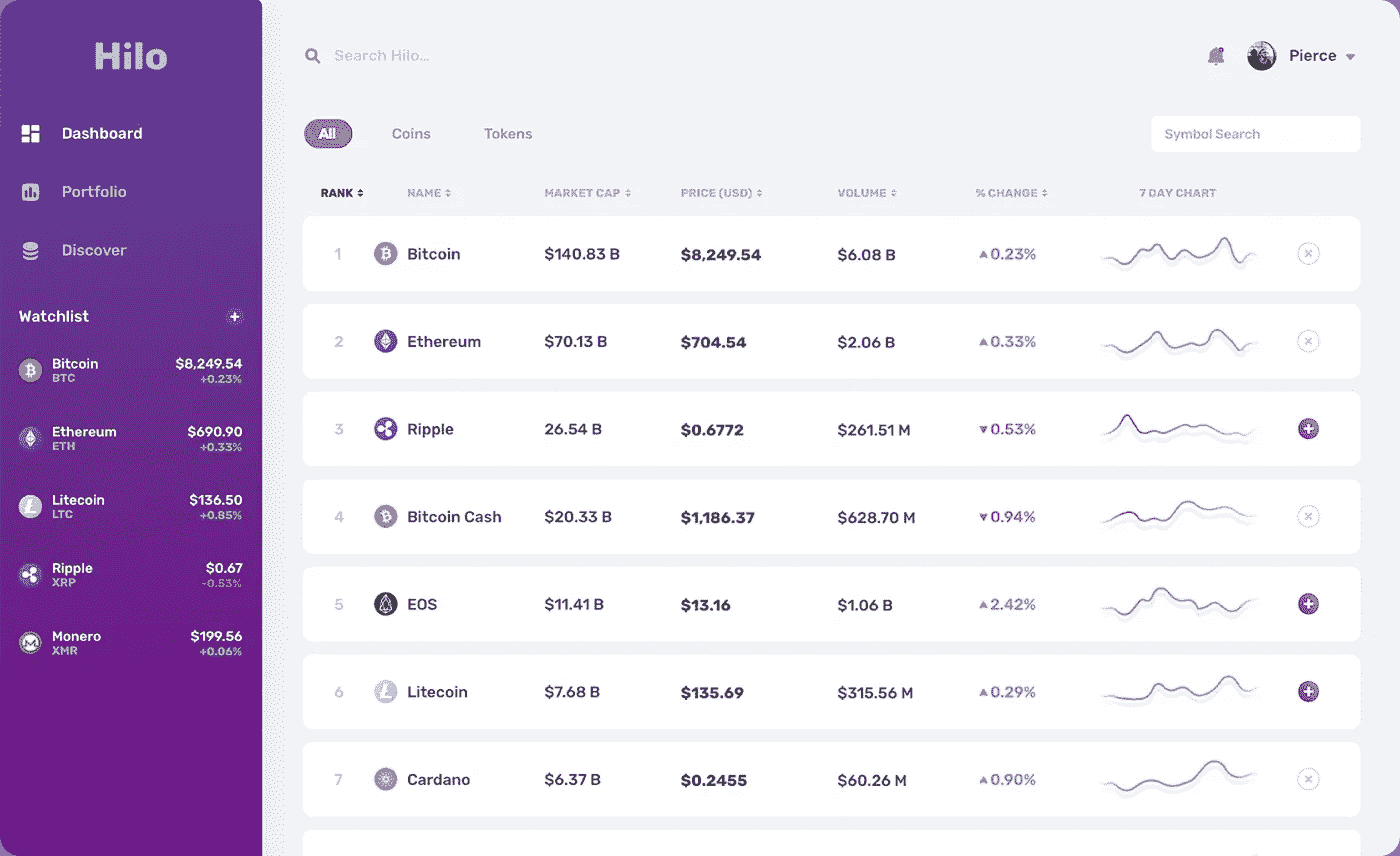 Hilo
Dashboard
Portfolio
Discover
Watchlist
Bitcoin $8,249.54
BTC +0.23%
Ethereum $690.90
ETH +0.33%
Litecoin $136.50
LTC +0.85%
Ripple $0.67
XRP -0.53%
Monero $199.56
XMR +0.06%
Search Hilo...
Pierce
All Coins Tokens
Symbol Search
RANK NAME MARKET CAP PRICE (USD) VOLUME % CHANGE 7 DAY CHART
1 Bitcoin $140.83 B $8,249.54 $6.08 B 0.23%
2 Ethereum $70.13 B $704.54 $2.06 B 0.33%
3 Ripple 26.54 B $0.6772 $261.51 M 0.53%
4 Bitcoin Cash $20.33 B $1,186.37 $628.70 M 0.94%
5 EOS $11.41 B $13.16 $1.06 B 2.42%
6 Litecoin $7.68 B $135.69 $315.56 M 0.29%
7 Cardano $6.37 B $0.2455 $60.26 M 0.90%